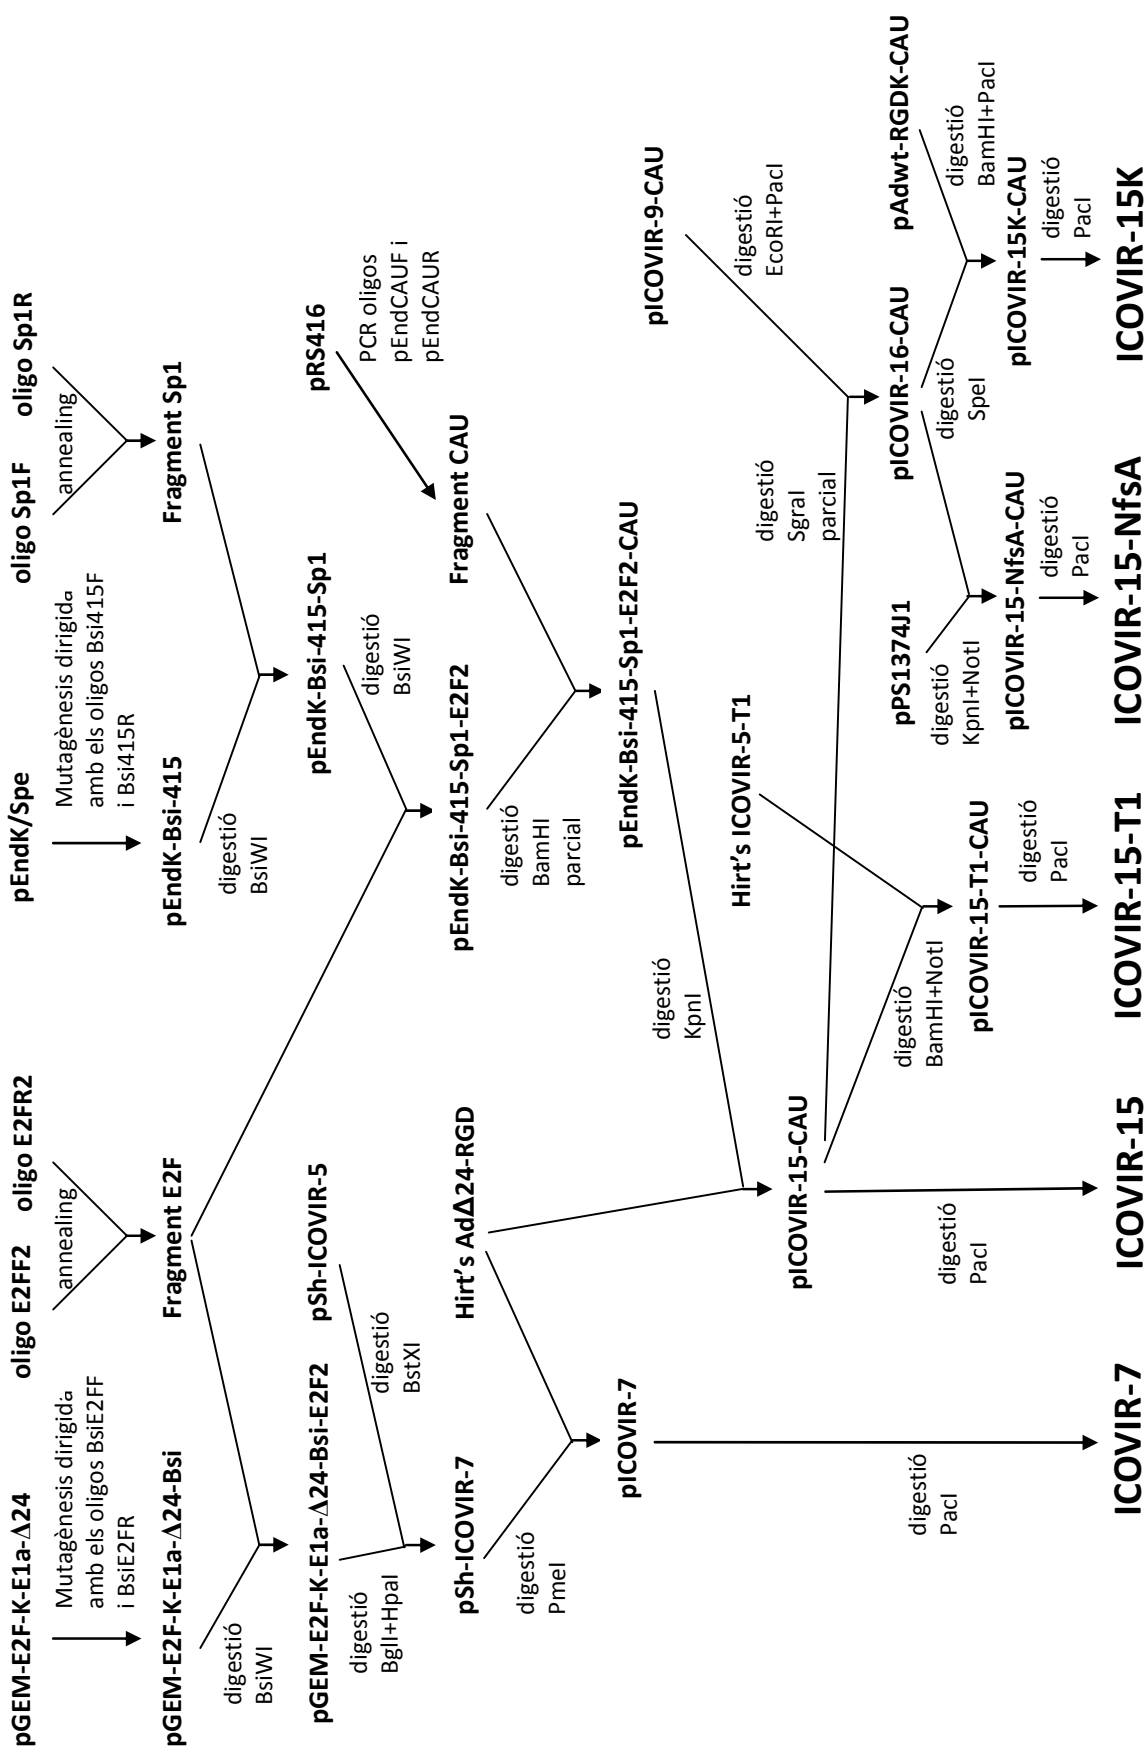 pGEM-E2F-K-E1a-Δ24
oligo E2FF2
oligo E2FR2
pEndK/Spe
oligo Sp1F
oligo Sp1R
Mutagènesis dirigida
amb els oligos BsiE2FF
i BsiE2FR
annealing
Mutagènesis dirigida
amb els oligos Bsi415F
i Bsi415R
annealing
pGEM-E2F-K-E1a-Δ24-Bsi
Fragment E2F
pEndK-Bsi-415
Fragment Sp1
digestió
BsiWI
digestió
BsiWI
pGEM-E2F-K-E1a-Δ24-Bsi-E2F2
pSh-ICOVIR-5
pEndK-Bsi-415-Sp1
pRS416
digestió
BglI+HpaI
digestió
BstXI
digestió
BsiWI
PCR oligos
pEndCAUF i
pEndCAUR
pSh-ICOVIR-7
Hirt's AdΔ24-RGD
pEndK-Bsi-415-Sp1-E2F2
Fragment CAU
digestió
PmeI
digestió
BamHI
parcial
pICOVIR-7
pEndK-Bsi-415-Sp1-E2F2-CAU
pICOVIR-9-CAU
digestió
KpnI
Hirt's ICOVIR-5-T1
digestió
SgraI
parcial
digestió
EcoRI+PacI
pICOVIR-15-CAU
pPS1374J1
pICOVIR-16-CAU
pAdwt-RGDK-CAU
digestió
BamHI+NotI
digestió
KpnI+NotI
digestió
SpeI
digestió
BamHI+PacI
pICOVIR-15-T1-CAU
pICOVIR-15-NfsA-CAU
pICOVIR-15K-CAU
digestió
PacI
digestió
PacI
digestió
PacI
digestió
PacI
digestió
PacI
ICOVIR-7
ICOVIR-15
ICOVIR-15-T1
ICOVIR-15-NfsA
ICOVIR-15K